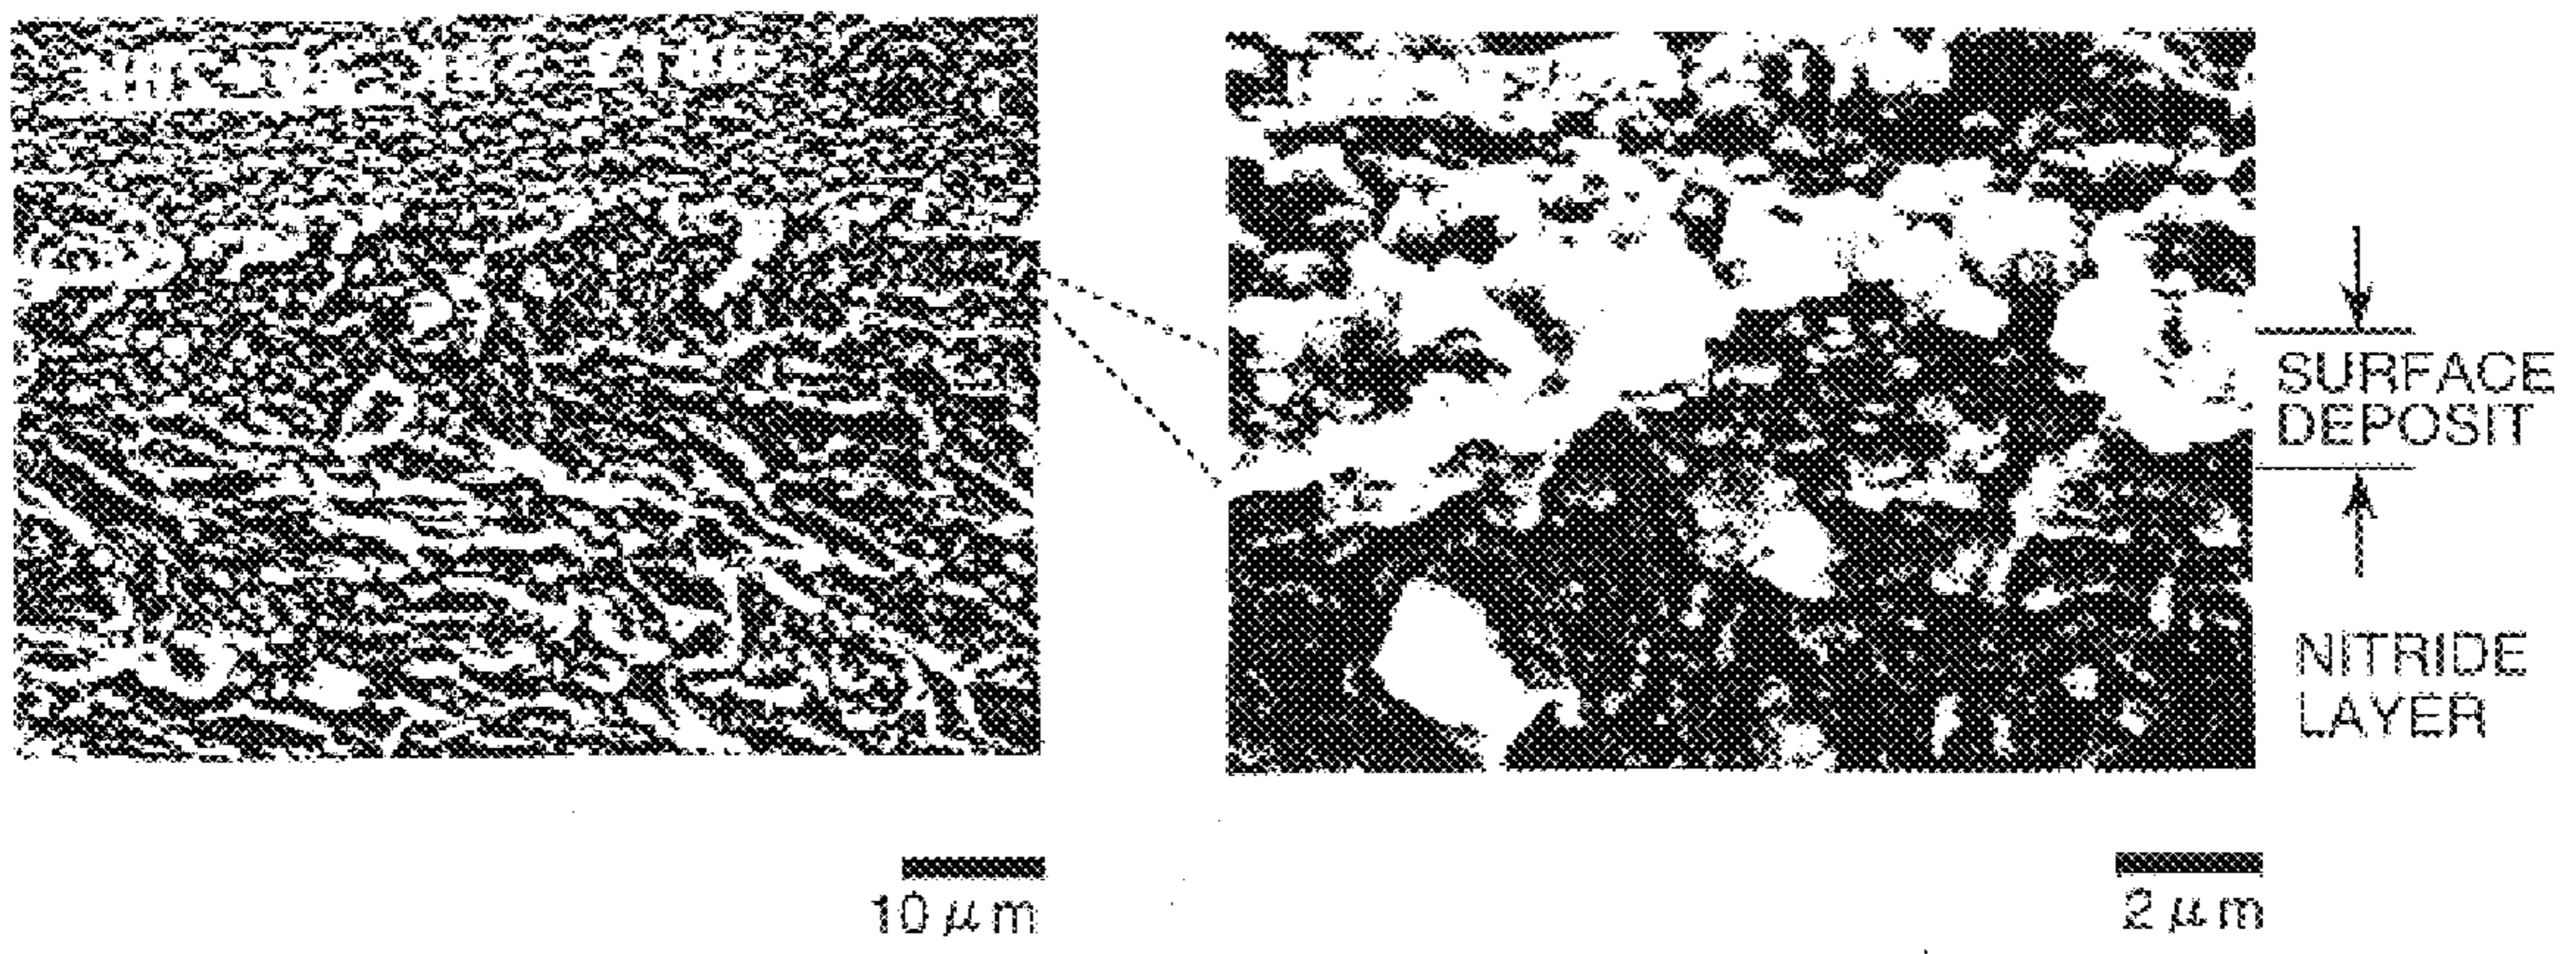 SURFACE
DEPOSIT
NITRIDE
LAYER
10 μm
2 μm